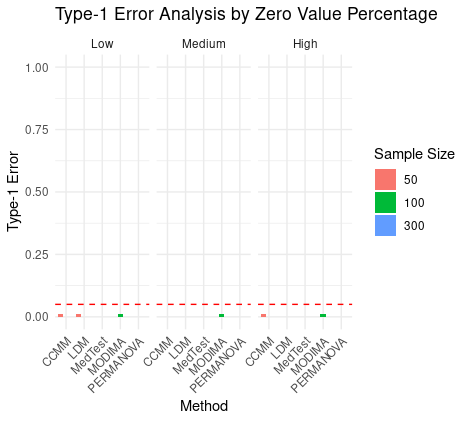 Type-1 Error Analysis by Zero Value Percentage
Low Medium High
1.00
0.75
0.50
0.25
0.00
Type-1 Error
CCMM LDM MedTest MODIMA PERMANOVA CCMM LDM MedTest MODIMA PERMANOVA CCMM LDM MedTest MODIMA PERMANOVA
Method
Sample Size
50
100
300